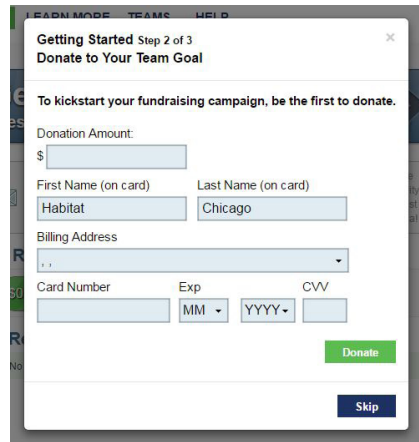 LEARN MORE TEAMS HELP
Getting Started Step 2 of 3
×
Donate to Your Team Goal
To kickstart your fundraising campaign, be the first to donate.
Donation Amount:
$
First Name (on card) Last Name (on card)
Habitat Chicago
Billing Address
, ,
Card Number Exp CVV
MM YYYY
Donate
Skip